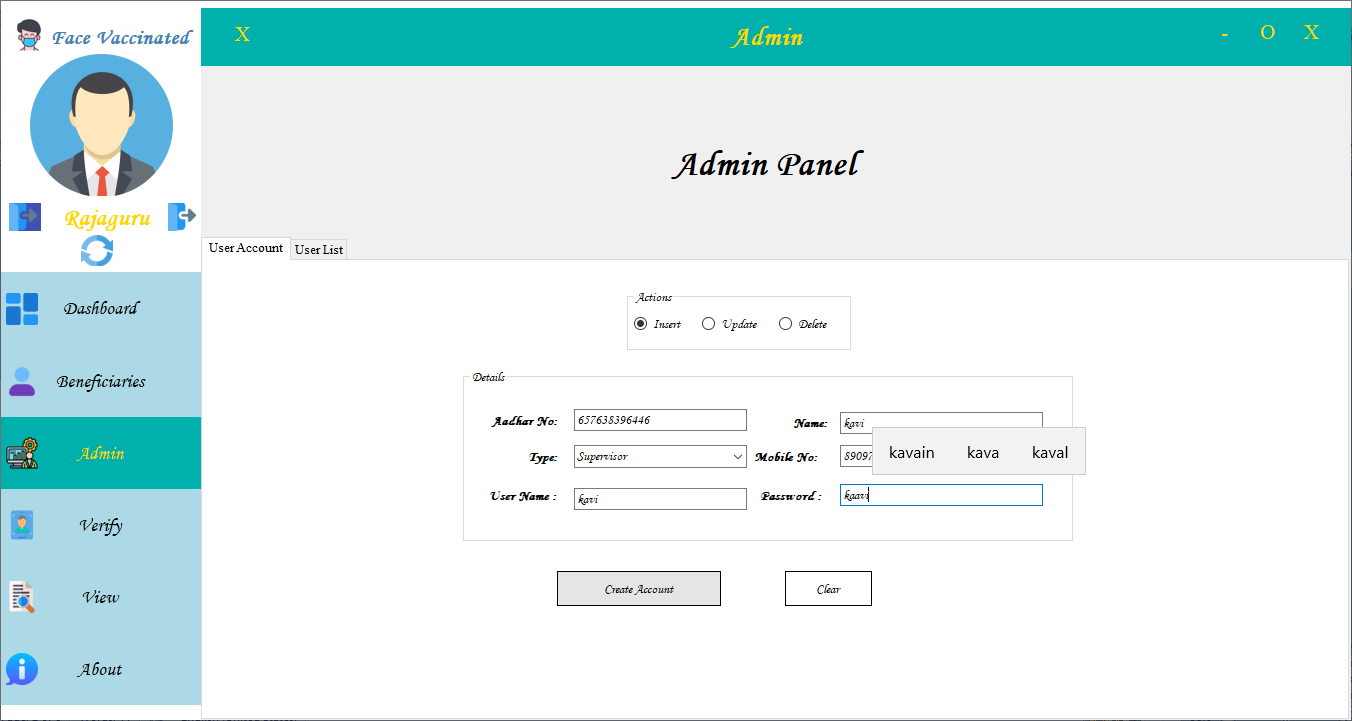 Face Vaccinated
X
Admin
- O X
Rajaguru
Admin Panel
User Account
User List
Dashboard
Beneficiaries
Admin
Verify
View
About
Actions
Insert
Update
Delete
Details
Aadhar No:
657638396446
Name:
kavi
Type:
Supervisor
Mobile No:
89097
kavain
kava
kaval
User Name :
kavi
Password :
kaavi
Create Account
Clear